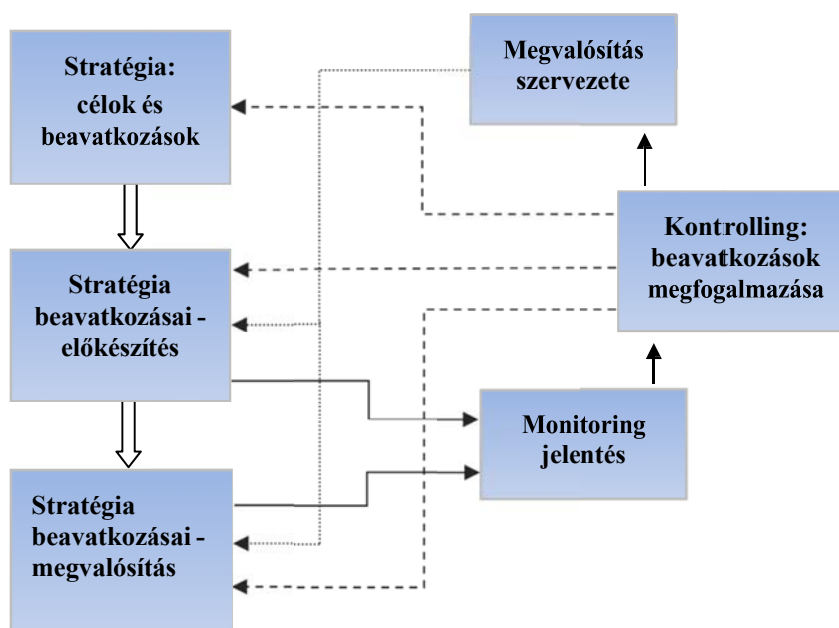 Stratégia:
célok és
beavatkozások
Megvalósítás
szervezete
Kontrolling:
beavatkozások
megfogalmazása
Stratégia
beavatkozásai -
előkészítés
Monitoring
jelentés
Stratégia
beavatkozásai -
megvalósítás